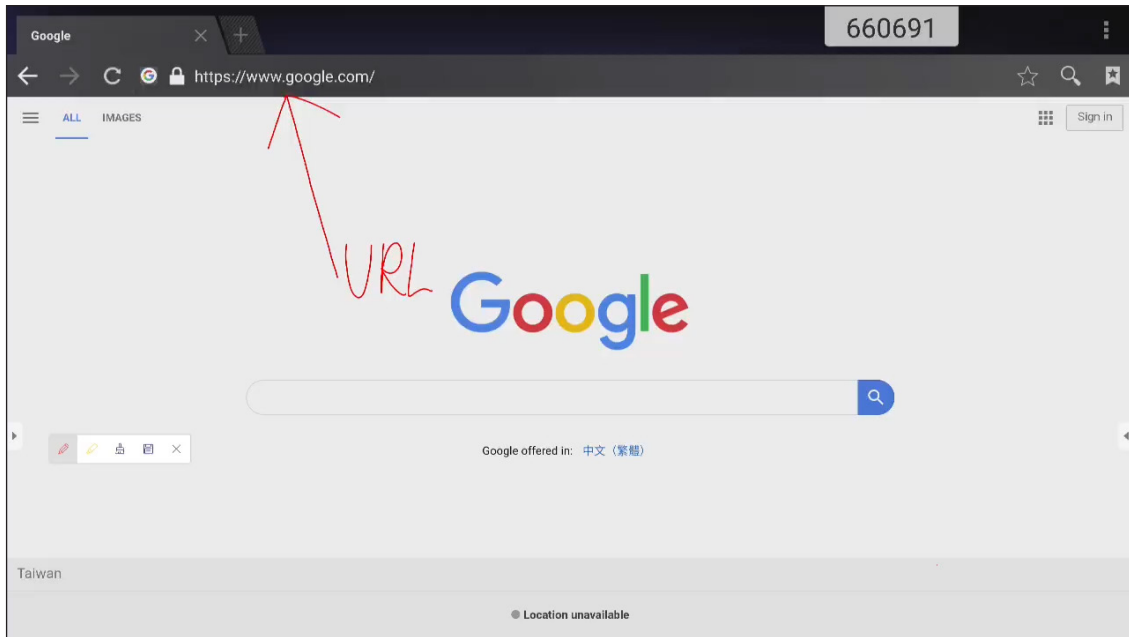 Google
660691
https://www.google.com/
ALL IMAGES
Sign in
URL
Google
Google offered in: 中文（繁體）
Taiwan
Location unavailable